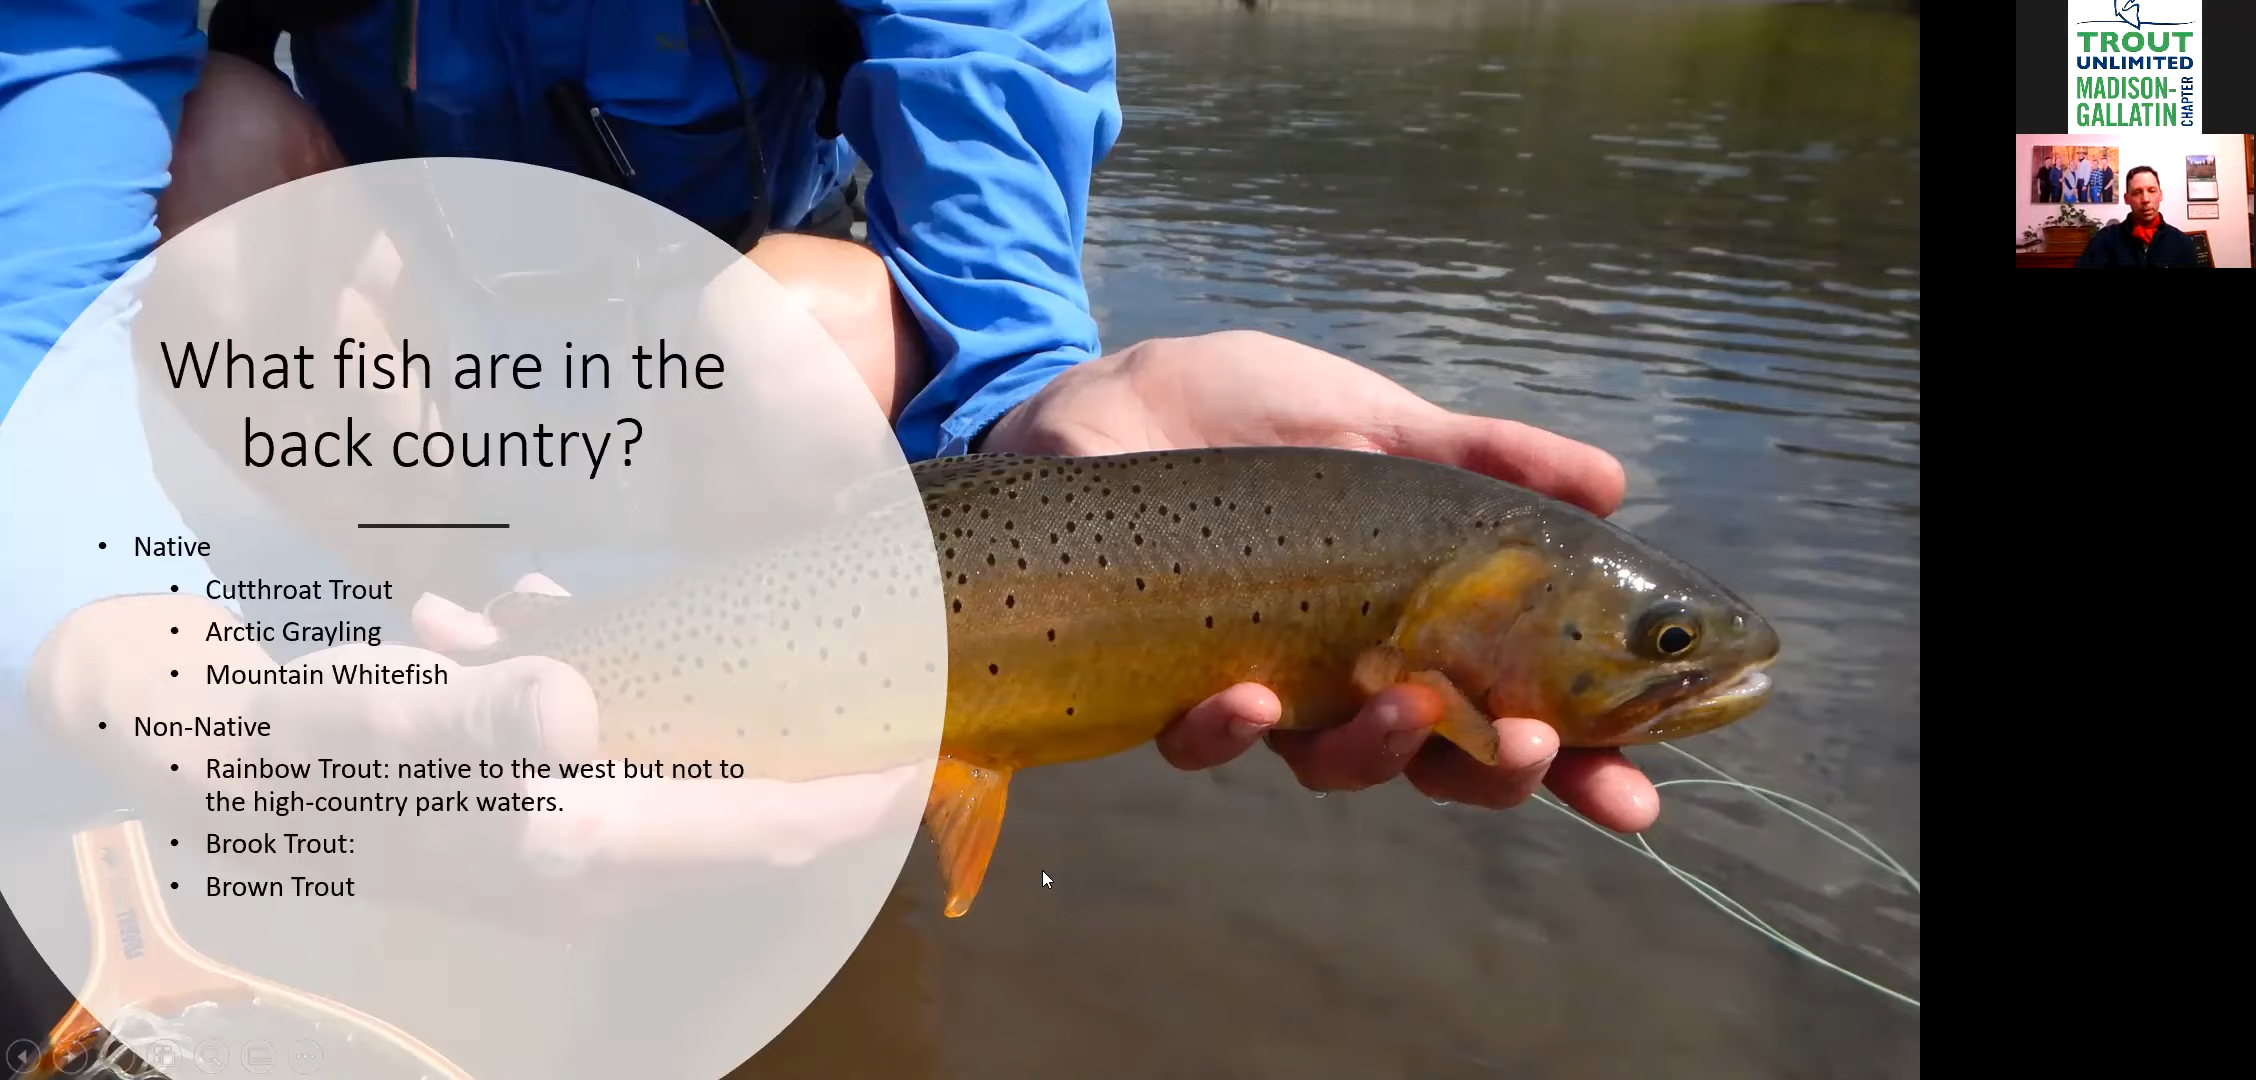 What fish are in the
back country?
• Native
• Cutthroat Trout
• Arctic Grayling
• Mountain Whitefish
• Non-Native
• Rainbow Trout: native to the west but not to
the high-country park waters.
• Brook Trout:
• Brown Trout
TROUT
UNLIMITED
MADISON-
GALLATIN
CHAPTER